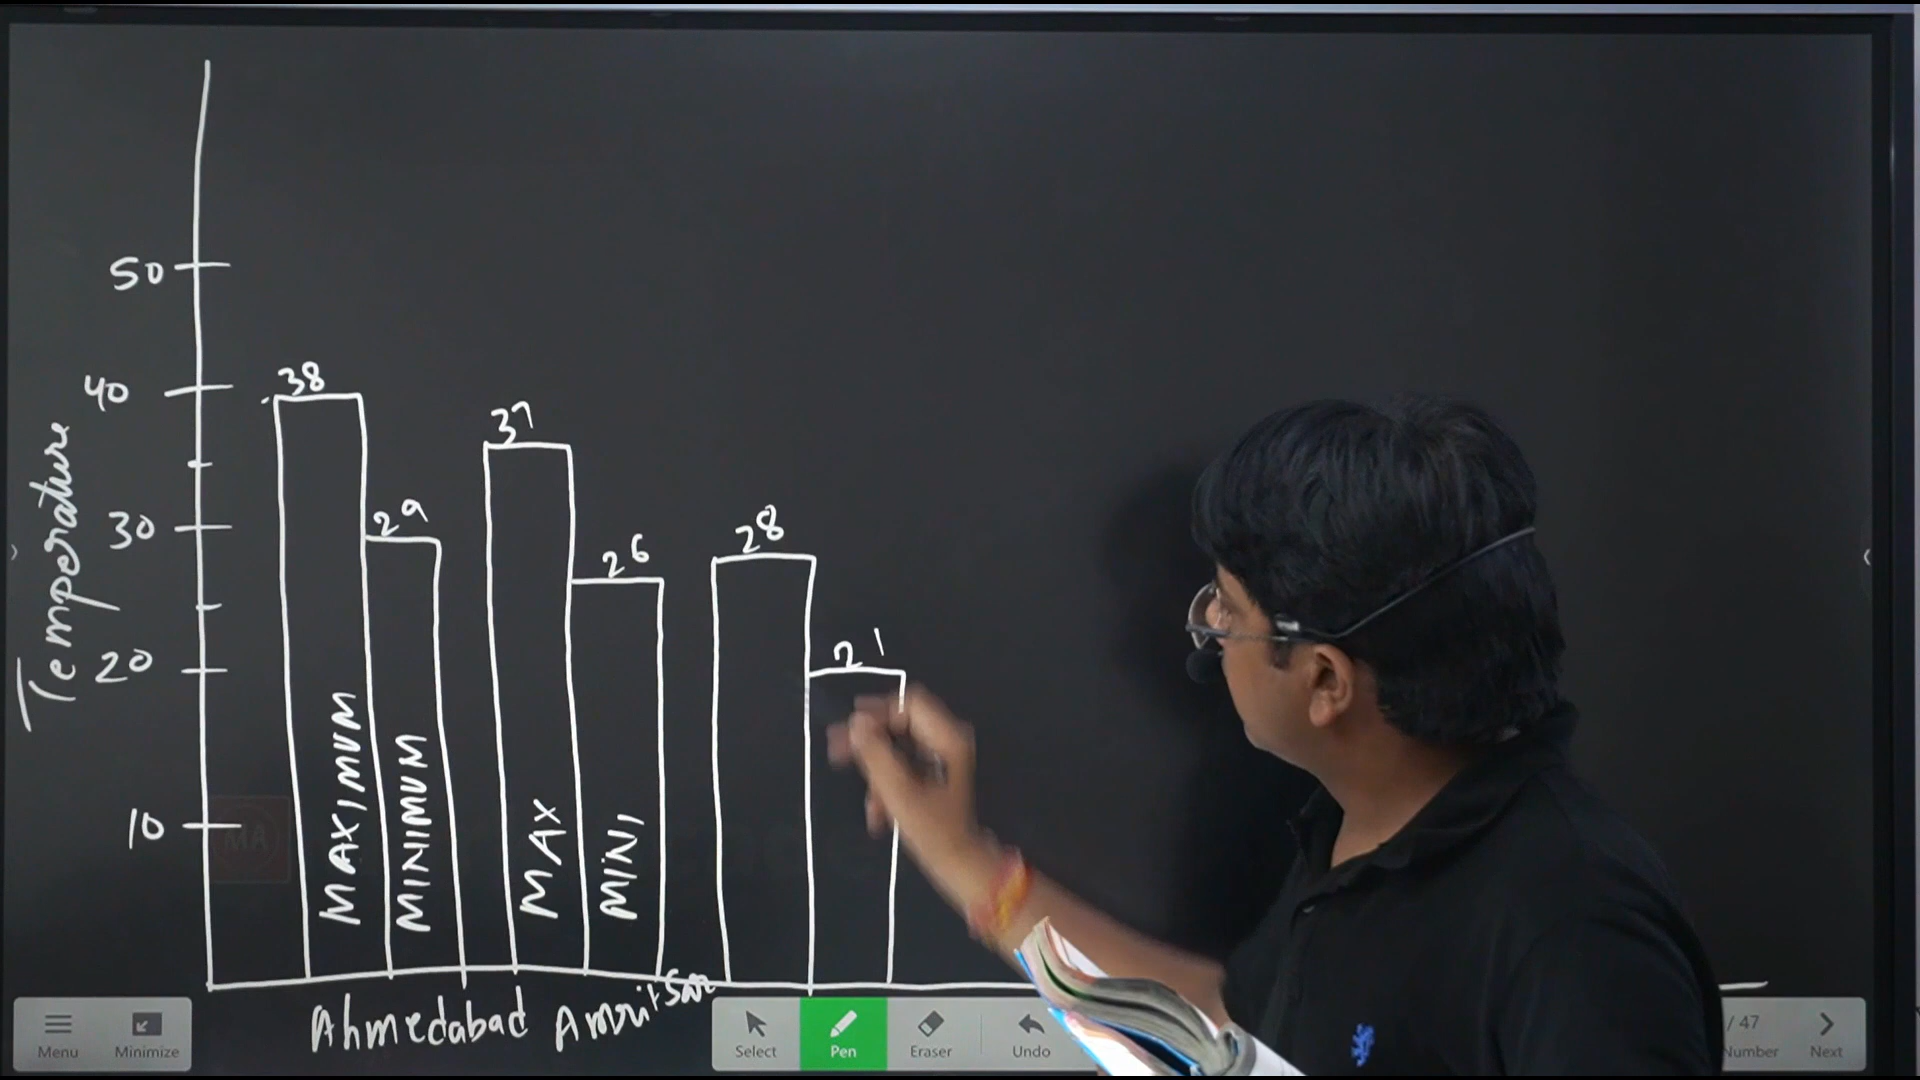 50
40
30
20
10
Temperature
38
29
37
26
28
21
MAXIMUM
MINIMUM
MAX
MINI
Ahmedabad Amritsar
MA
Menu
Minimize
Select
Pen
Eraser
Undo
/ 47
Number
Next